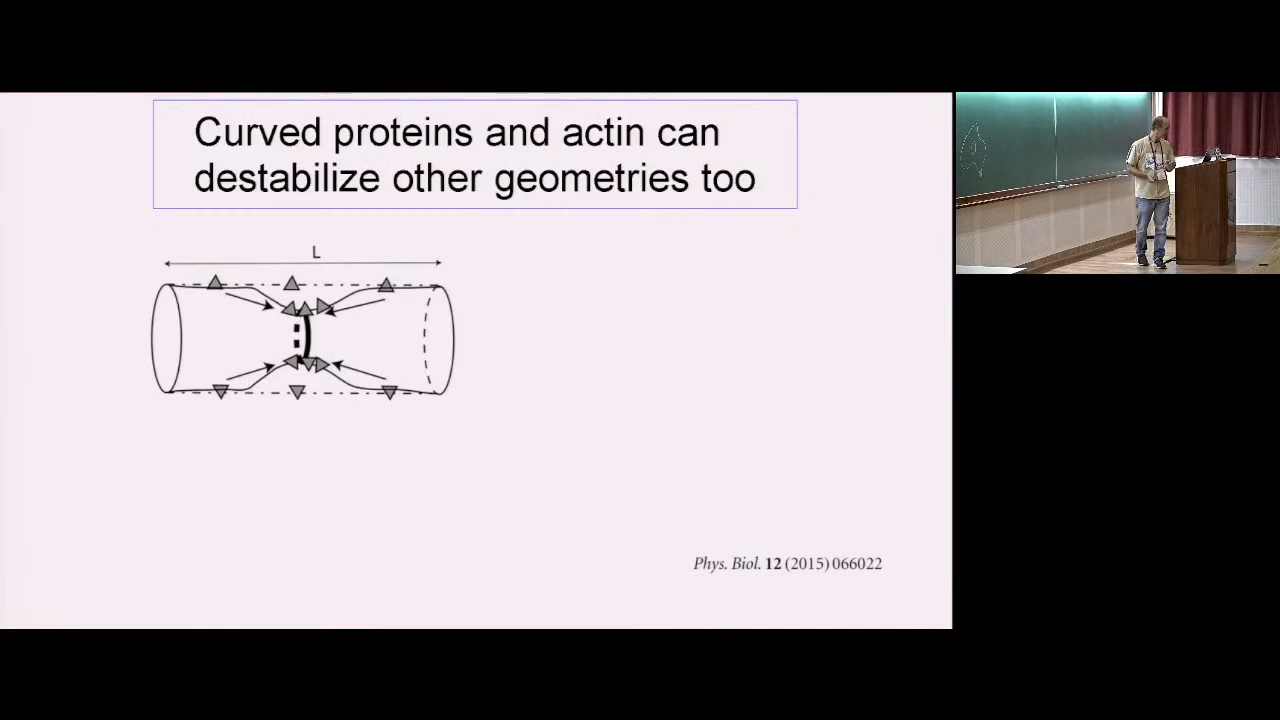 Curved proteins and actin can
destabilize other geometries too
L
Phys. Biol. 12 (2015) 066022